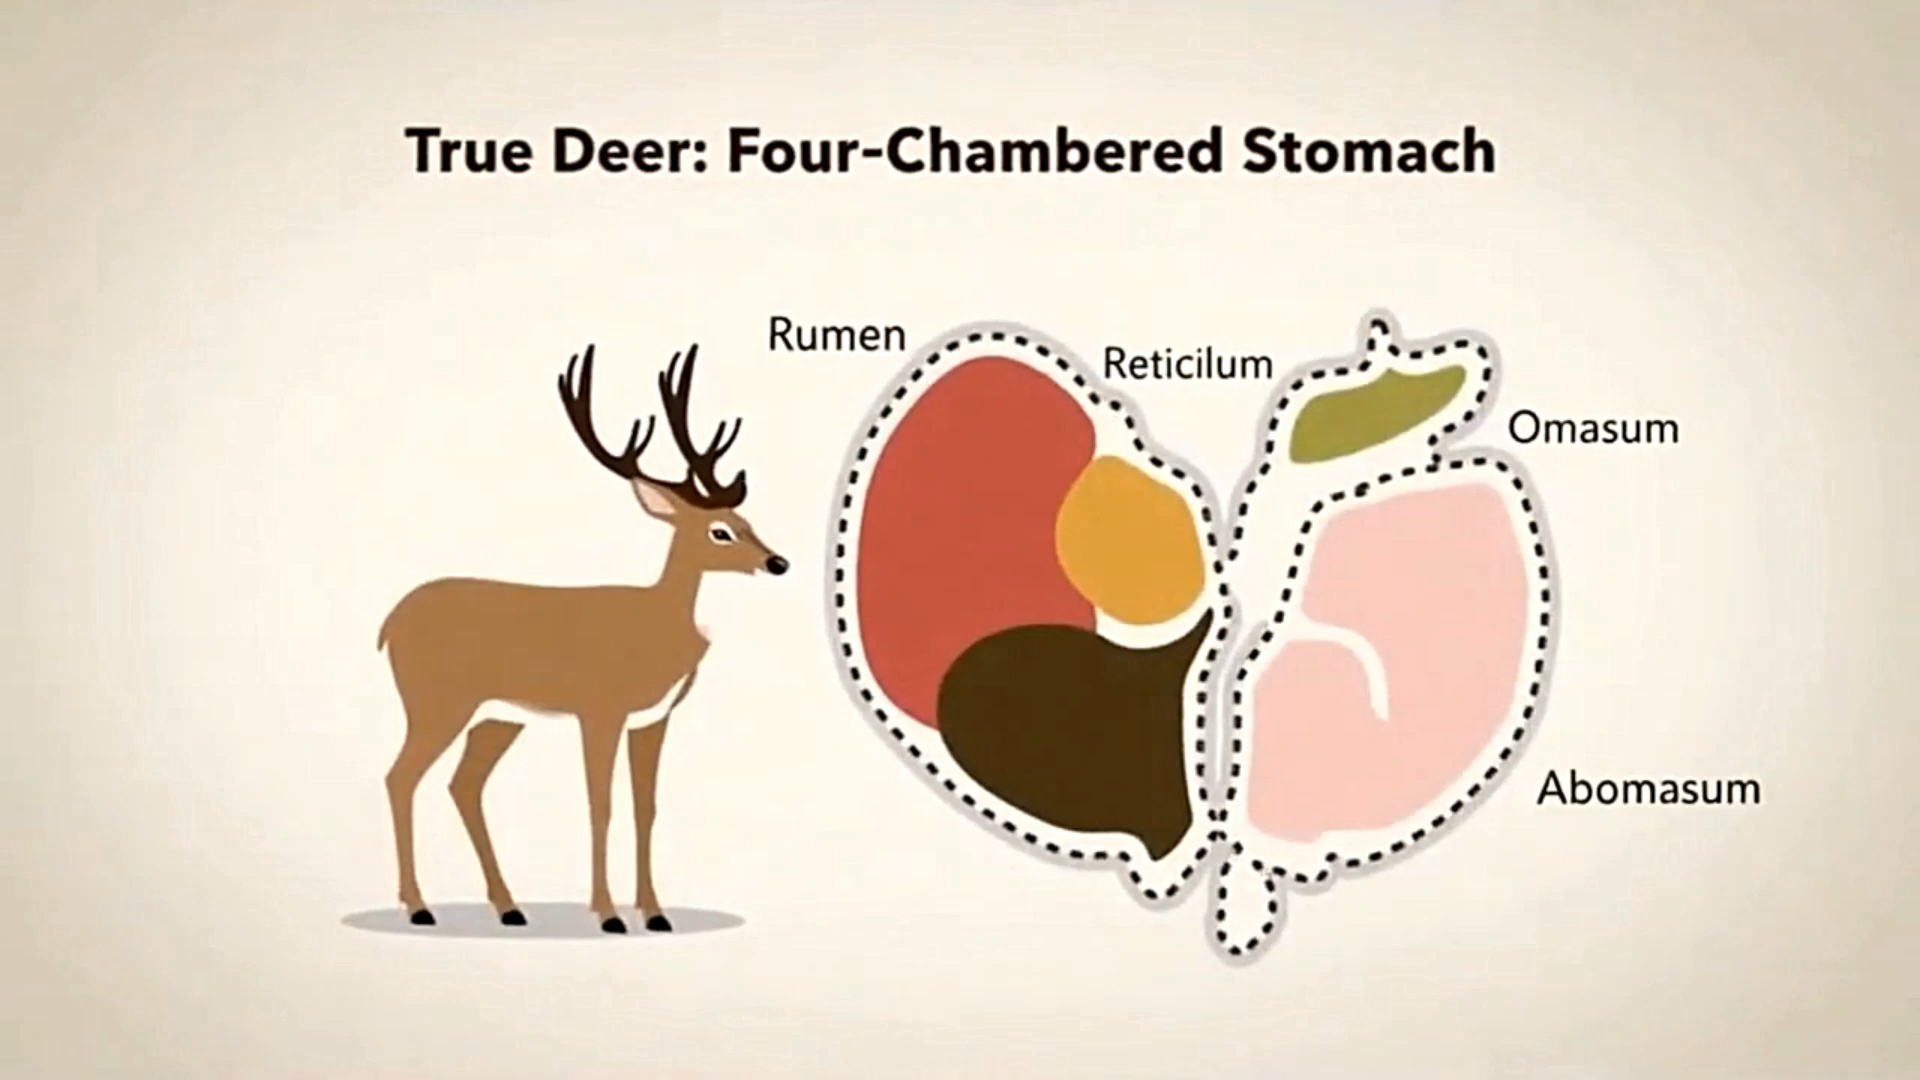 True Deer: Four-Chambered Stomach
Rumen
Reticilum
Omasum
Abomasum